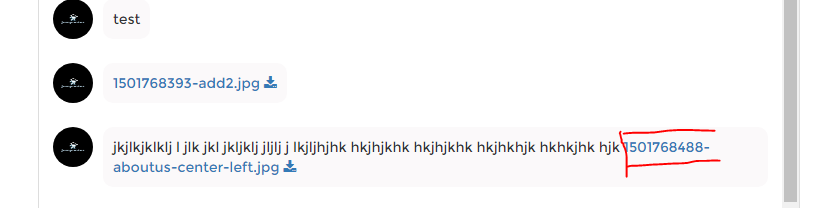 test
1501768393-add2.jpg
jkjlkjklklj l jlk jkl jkljklj jljlj j lkjljhjhk hkjhjkhk hkjhjkhk hkjhkhjk hkhkjhk hjk 1501768488-
aboutus-center-left.jpg